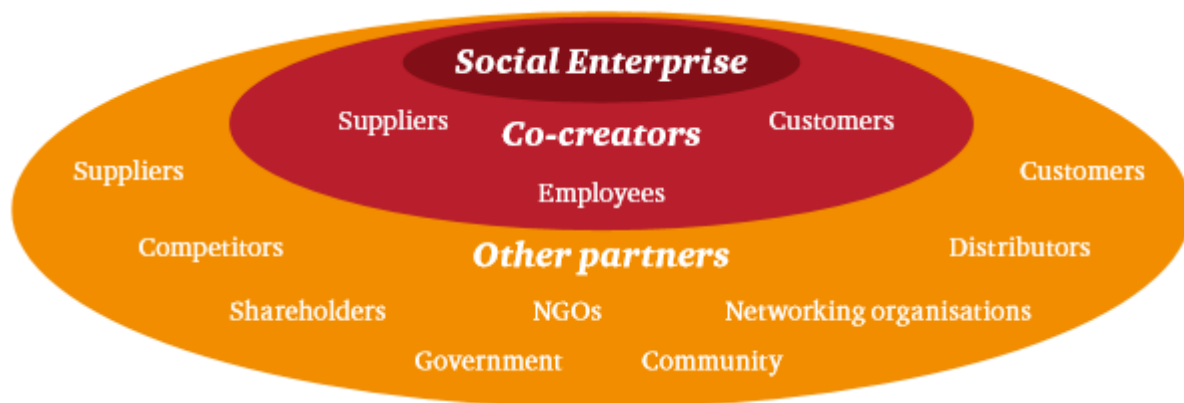 Social Enterprise
Suppliers
Co-creators
Customers
Employees
Suppliers
Customers
Competitors
Other partners
Distributors
Shareholders
NGOs
Networking organisations
Government
Community